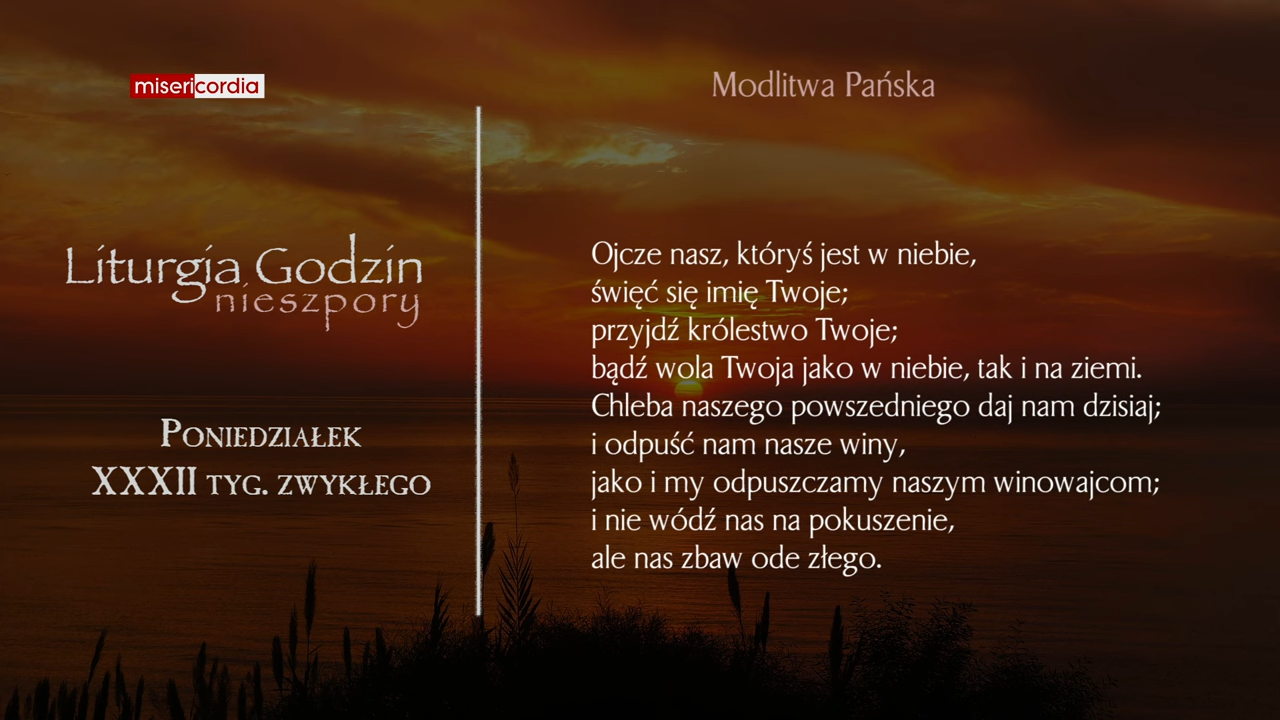 misericordia
Liturgia Godzin
nieszpory
Poniedziałek
XXXII tyg. zwykłego
Modlitwa Pańska
Ojcze nasz, któryś jest w niebie,
święć się imię Twoje;
przyjdź królestwo Twoje;
bądź wola Twoja jako w niebie, tak i na ziemi.
Chleba naszego powszedniego daj nam dzisiaj;
i odpuść nam nasze winy,
jako i my odpuszczamy naszym winowajcom;
i nie wódź nas na pokuszenie,
ale nas zbaw ode złego.